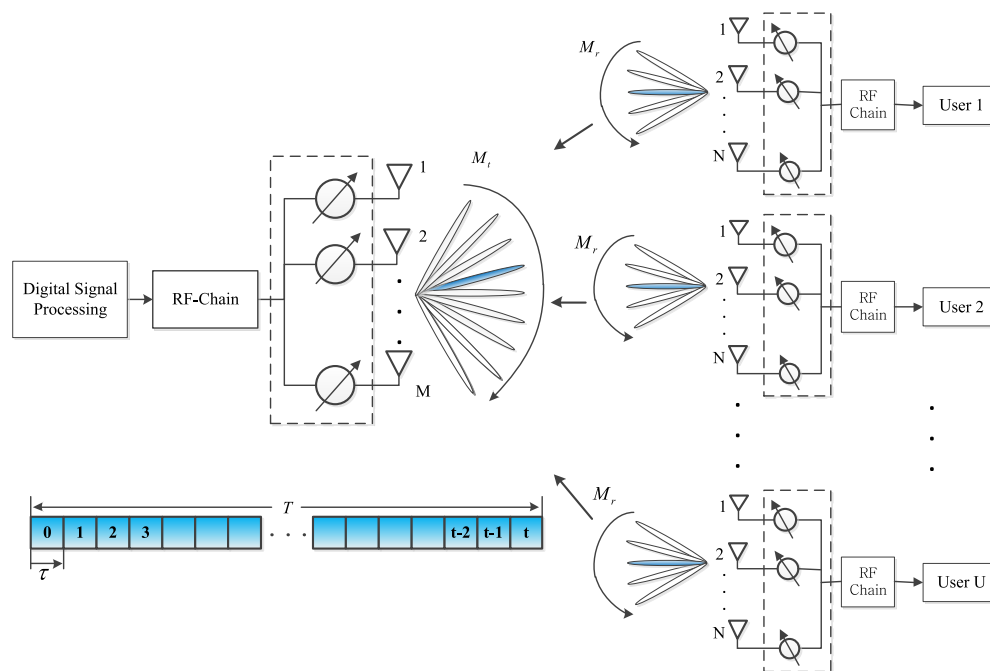 Digital Signal
Processing
RF-Chain
1
2
M
M_t
M_r
1
2
N
RF
Chain
User 1
M_r
1
2
N
RF
Chain
User 2
M_r
1
2
N
RF
Chain
User U
T
0 1 2 3 . . . . t-2 t-1 t
τ